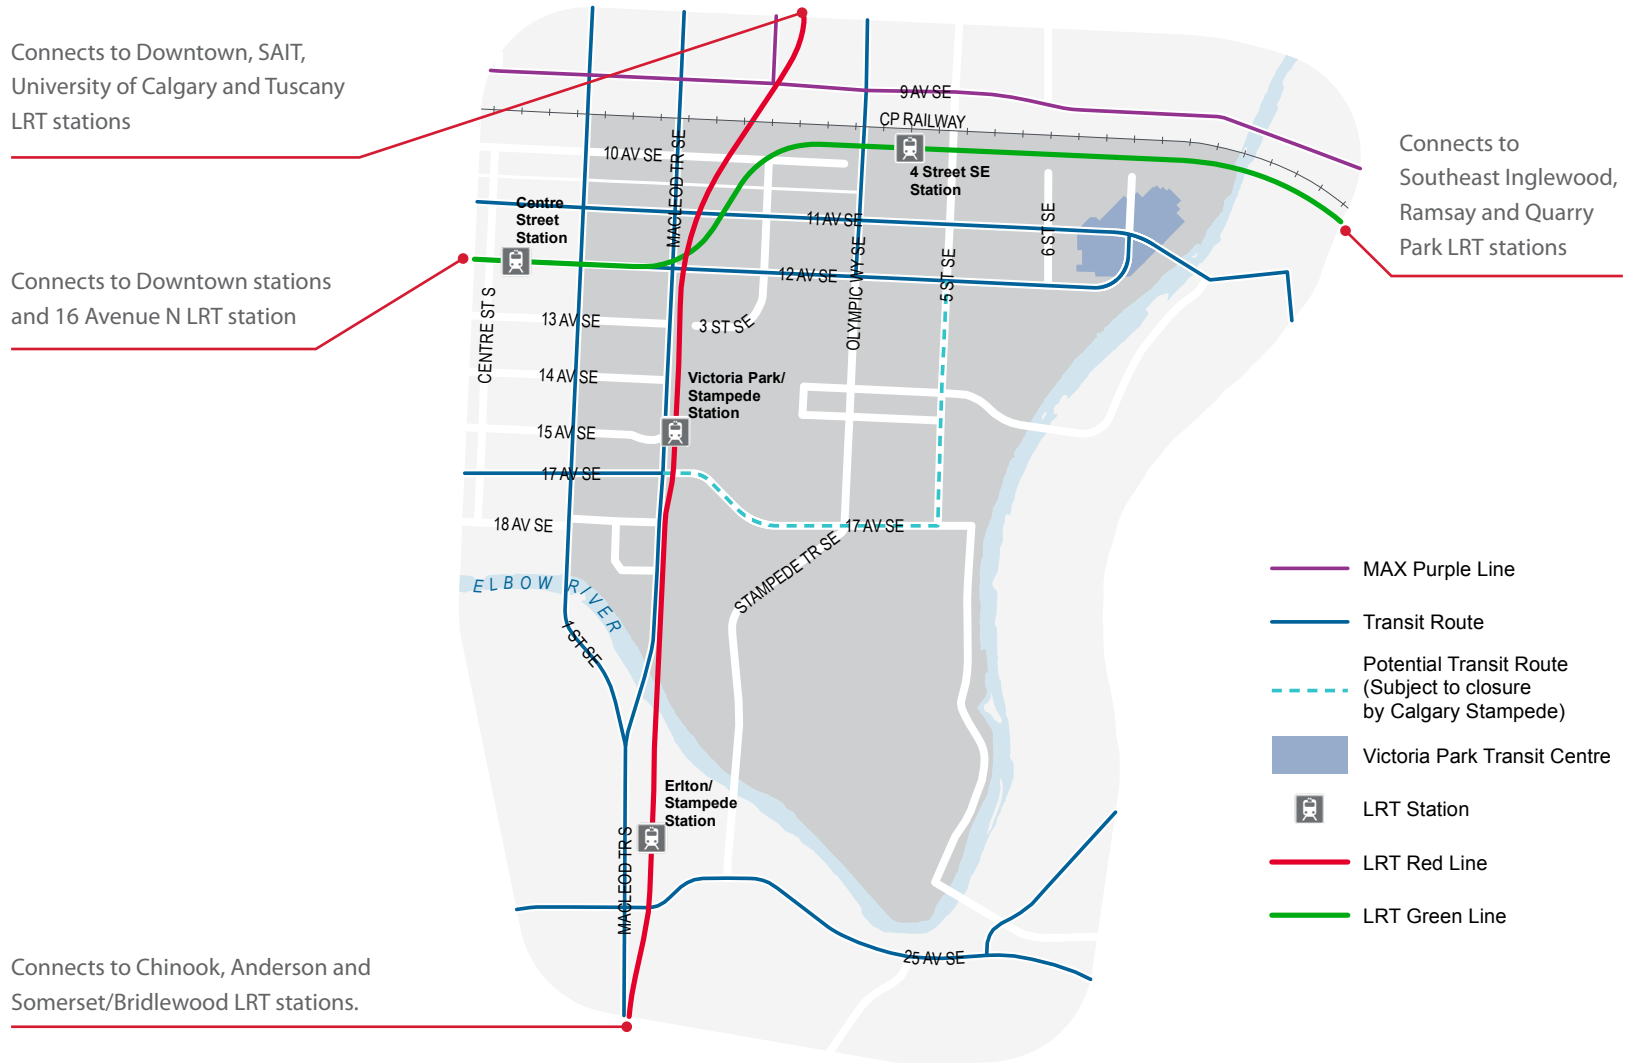 Connects to Downtown, SAIT,
University of Calgary and Tuscany
LRT stations
Connects to Downtown stations
and 16 Avenue N LRT station
Connects to
Southeast Inglewood,
Ramsay and Quarry
Park LRT stations
Connects to Chinook, Anderson and
Somerset/Bridlewood LRT stations.
9 AV SE
CP RAILWAY
10 AV SE
MACLEOD TR SE
4 Street SE
Station
Centre
Street
Station
11 AV SE
6 ST SE
12 AV SE
OLYMPIC WY SE
5 ST SE
CENTRE ST S
13 AV SE
3 ST SE
14 AV SE
Victoria Park/
Stampede
Station
15 AV SE
17 AV SE
18 AV SE
17 AV SE
STAMPEDE TR SE
ELBOW RIVER
1 ST SE
Erlton/
Stampede
Station
MACLEOD TR S
25 AV SE
MAX Purple Line
Transit Route
Potential Transit Route
(Subject to closure
by Calgary Stampede)
Victoria Park Transit Centre
LRT Station
LRT Red Line
LRT Green Line